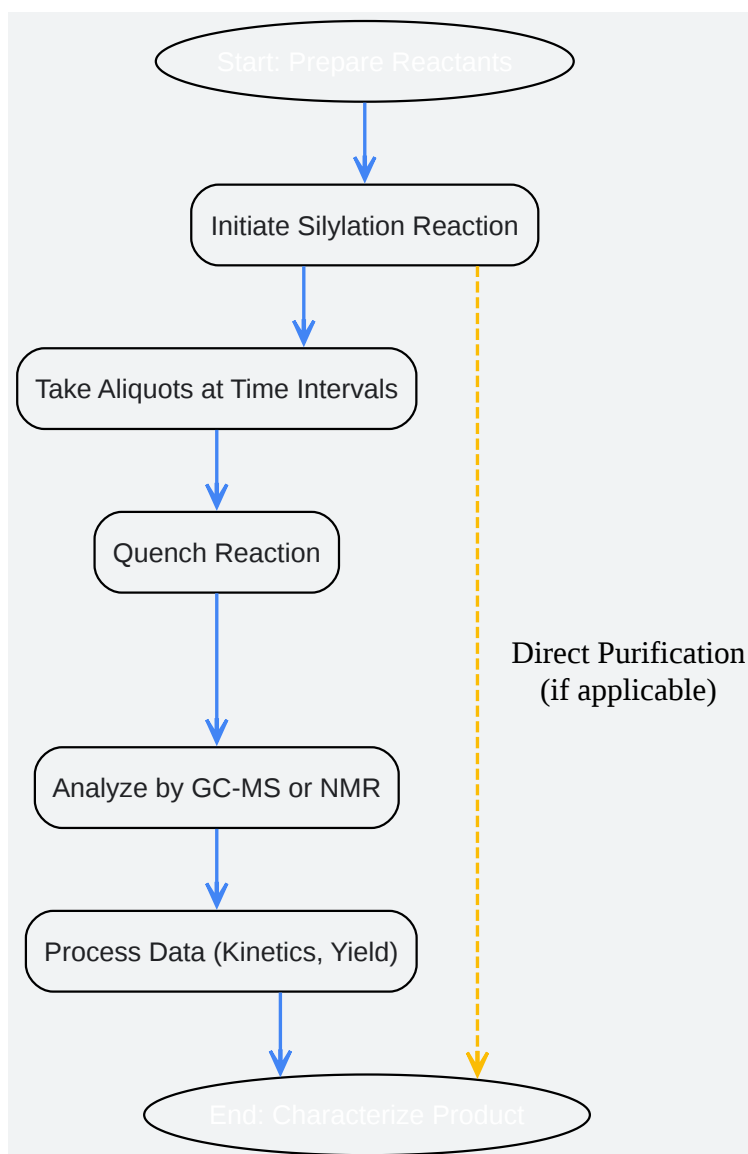 Start: Prepare Reactants
Initiate Silylation Reaction
Take Aliquots at Time Intervals
Quench Reaction
Direct Purification
(if applicable)
Analyze by GC-MS or NMR
Process Data (Kinetics, Yield)
End: Characterize Product